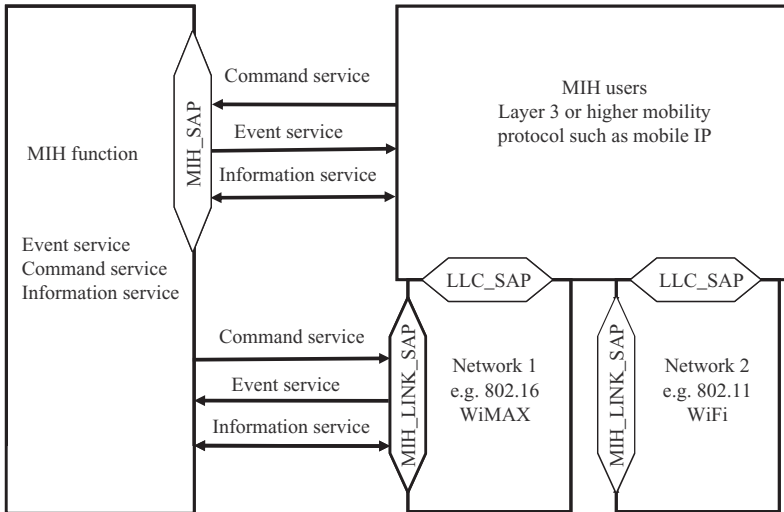 MIH function
Event service
Command service
Information service
MIH_SAP
Command service
Event service
Information service
MIH users
Layer 3 or higher mobility
protocol such as mobile IP
LLC_SAP
LLC_SAP
Command service
Event service
Information service
MIH_LINK_SAP
Network 1
e.g. 802.16
WiMAX
MIH_LINK_SAP
Network 2
e.g. 802.11
WiFi